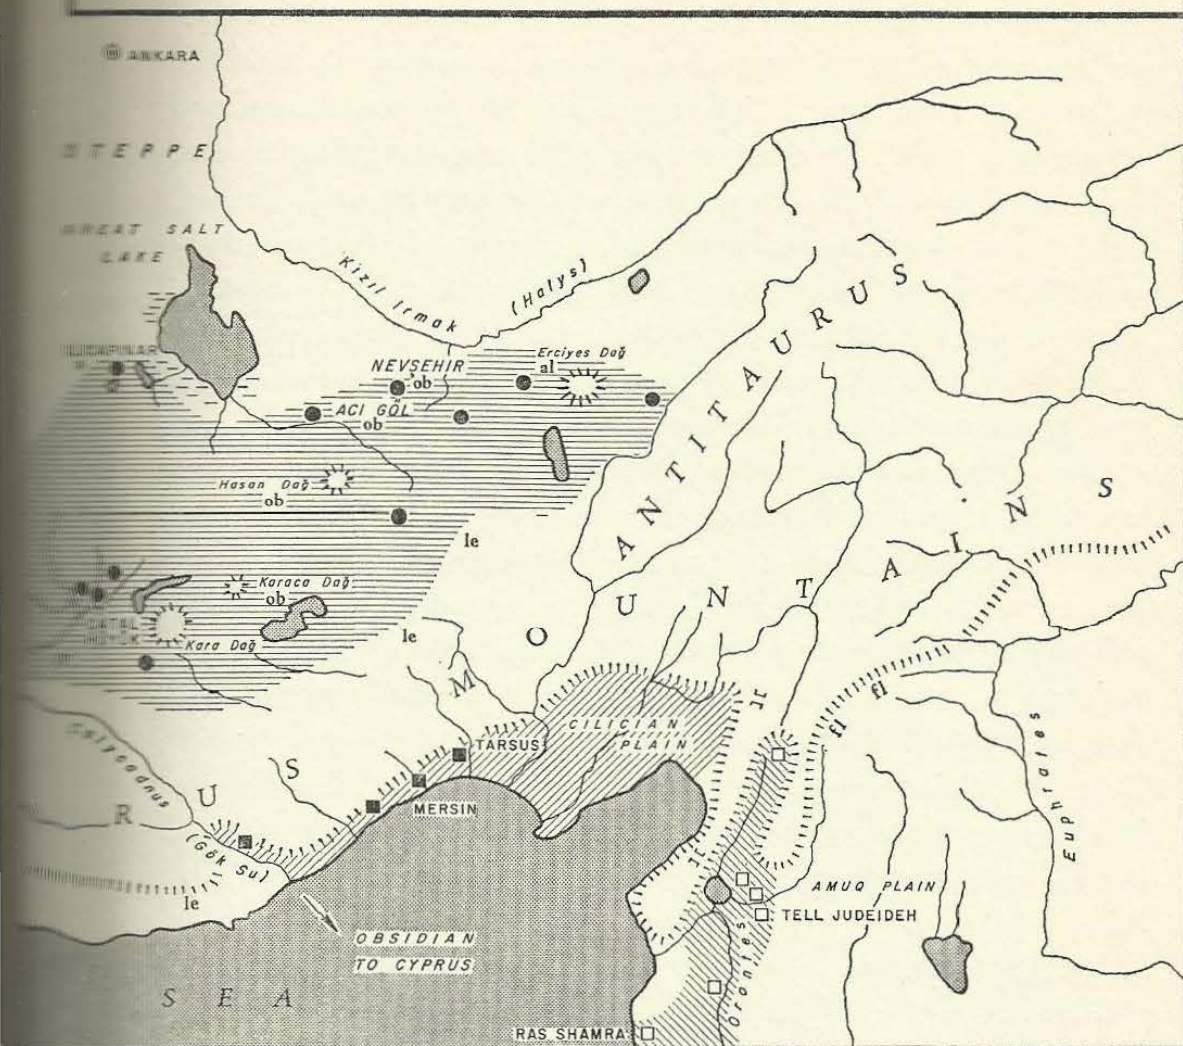 ANKARA
STEPPE
GREAT SALT
LAKE
Kizil Irmak
(Halys)
ILICAPINAR
NEVŞEHIR
ob
Erciyes Dağ
al
ACI GÖL
ob
Hasan Dağ
ob
le
Karaca Dağ
ob
ÇATAL
HÜYÜK
Kara Dağ
le
ANTITAURUS
MOUNTAINS
CILICIAN
PLAIN
TARSUS
MERSIN
Calycadnus
(Gök Su)
R U S
le
fl
fl
Euphrates
AMUQ PLAIN
TELL JUDEIDEH
Orontes
OBSIDIAN
TO CYPRUS
SEA
RAS SHAMRA